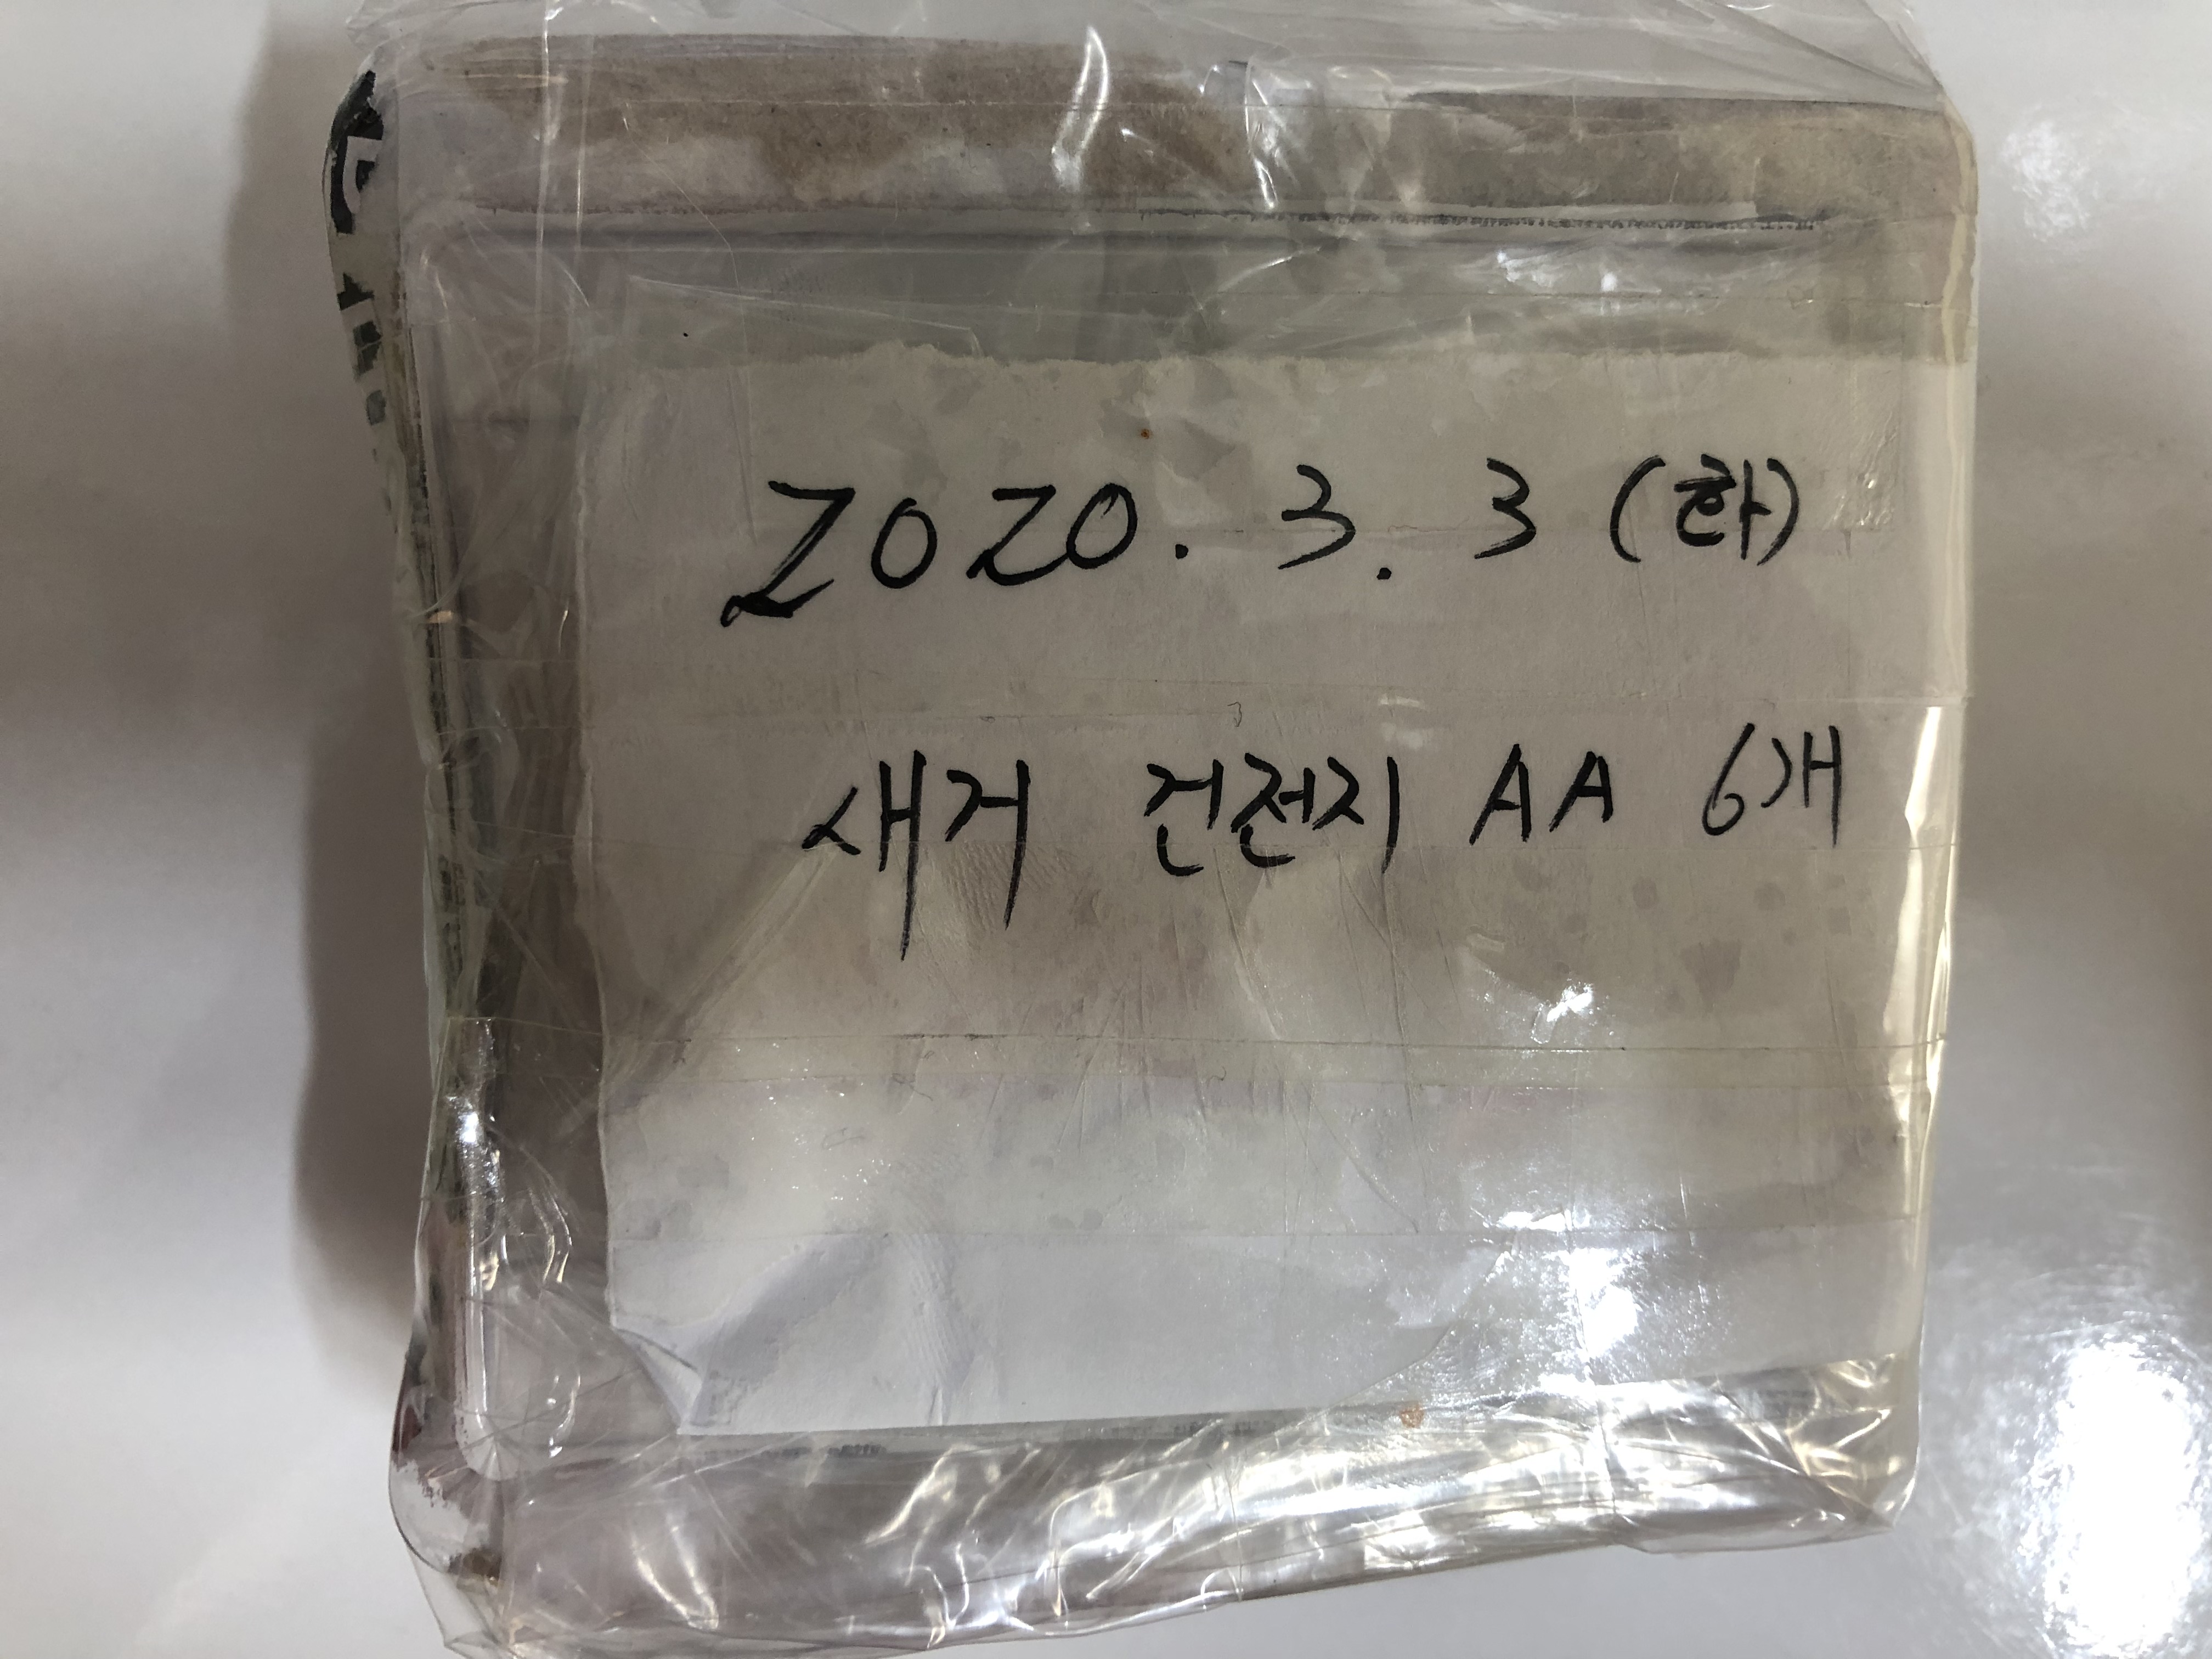 2020. 3. 3 (화)
새거 건전지 AA 6개